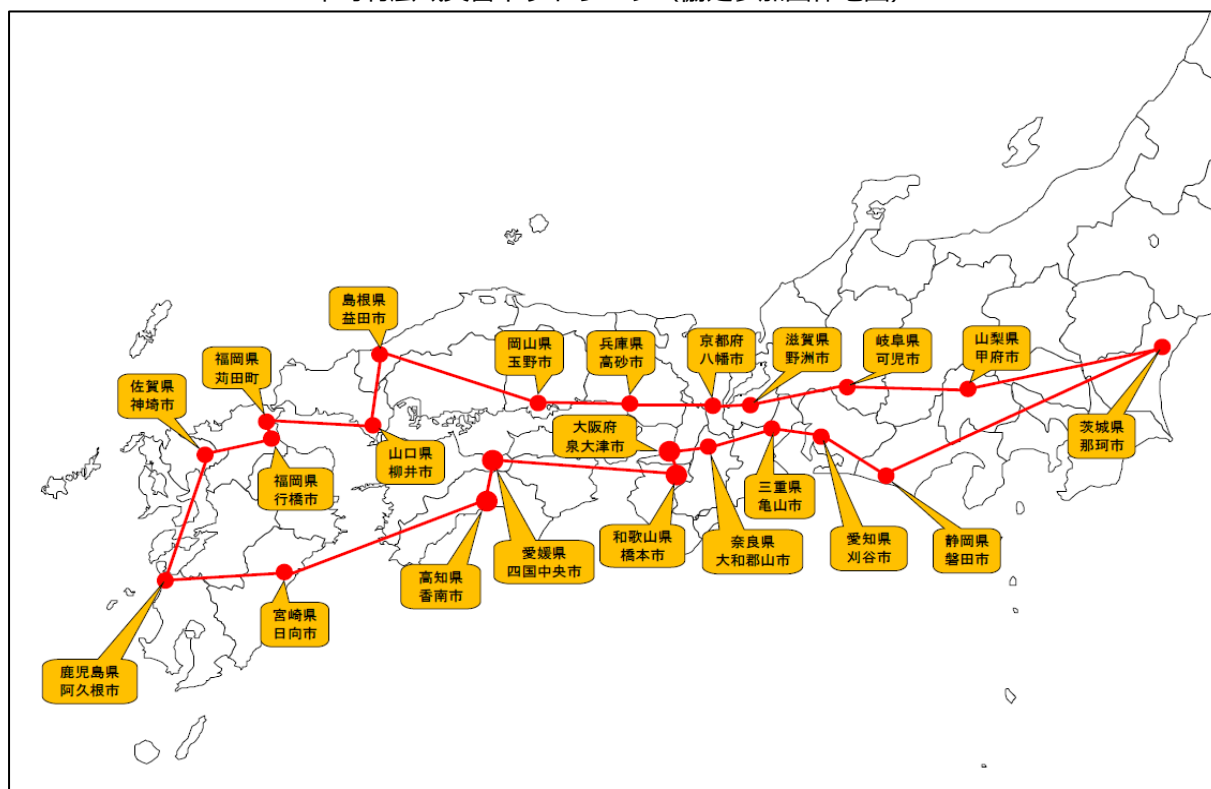 島根県
益田市
岡山県
玉野市
兵庫県
高砂市
京都府
八幡市
滋賀県
野洲市
岐阜県
可児市
山梨県
甲府市
福岡県
苅田町
佐賀県
神埼市
大阪府
泉大津市
茨城県
那珂市
山口県
柳井市
福岡県
行橋市
三重県
亀山市
和歌山県
橋本市
奈良県
大和郡山市
愛知県
刈谷市
静岡県
磐田市
愛媛県
四国中央市
高知県
香南市
宮崎県
日向市
鹿児島県
阿久根市